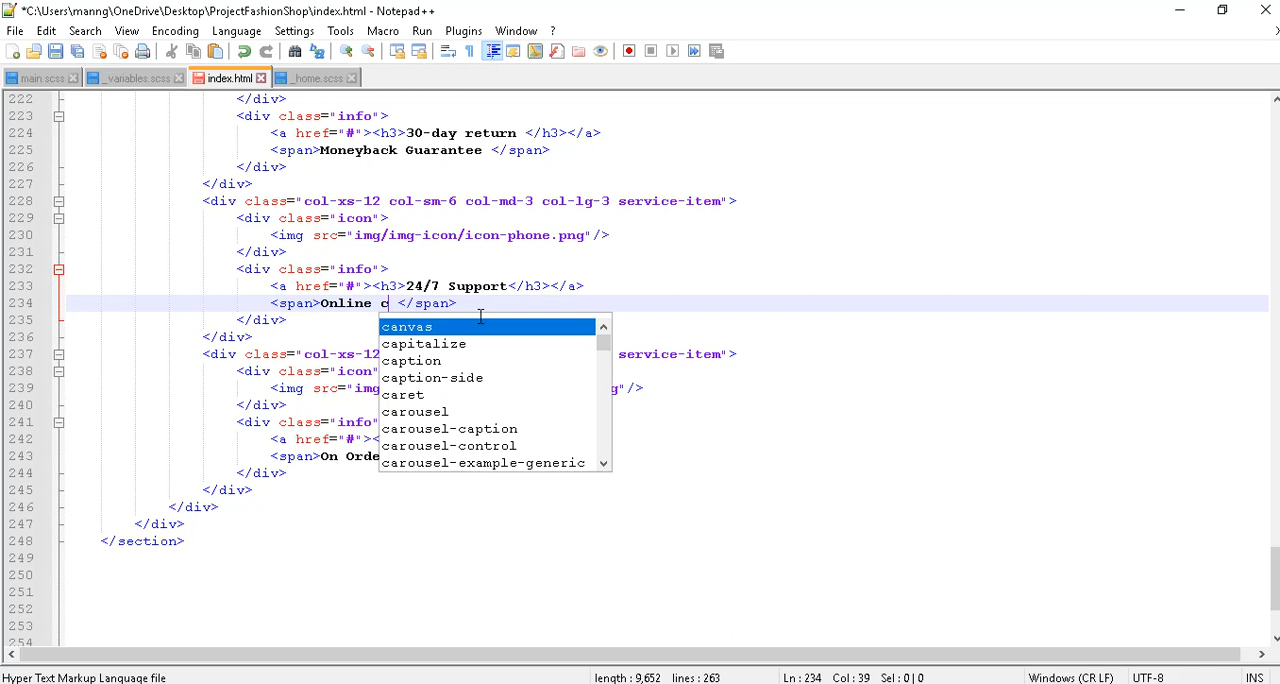 *C:\Users\manng\OneDrive\Desktop\ProjectFashionShop\index.html - Notepad++
File Edit Search View Encoding Language Settings Tools Macro Run Plugins Window ?
main.scss _variables.scss index.html _home.scss
222 </div>
223 <div class="info">
224 <a href="#"><h3>30-day return </h3></a>
225 <span>Moneyback Guarantee </span>
226 </div>
227 </div>
228 <div class="col-xs-12 col-sm-6 col-md-3 col-lg-3 service-item">
229 <div class="icon">
230 <img src="img/img-icon/icon-phone.png"/>
231 </div>
232 <div class="info">
233 <a href="#"><h3>24/7 Support</h3></a>
234 <span>Online c </span>
235 </div>
236 </div>
237 <div class="col-xs-12 service-item">
238 <div class="icon"
239 <img src="img g"/>
240 </div>
241 <div class="info"
242 <a href="#"><
243 <span>On Orde
244 </div>
245 </div>
246 </div>
247 </div>
248 </section>
249
250
251
252
253
254
canvas
capitalize
caption
caption-side
caret
carousel
carousel-caption
carousel-control
carousel-example-generic
Hyper Text Markup Language file length : 9,652 lines : 263 Ln : 234 Col : 39 Sel : 0 | 0 Windows (CR LF) UTF-8 INS